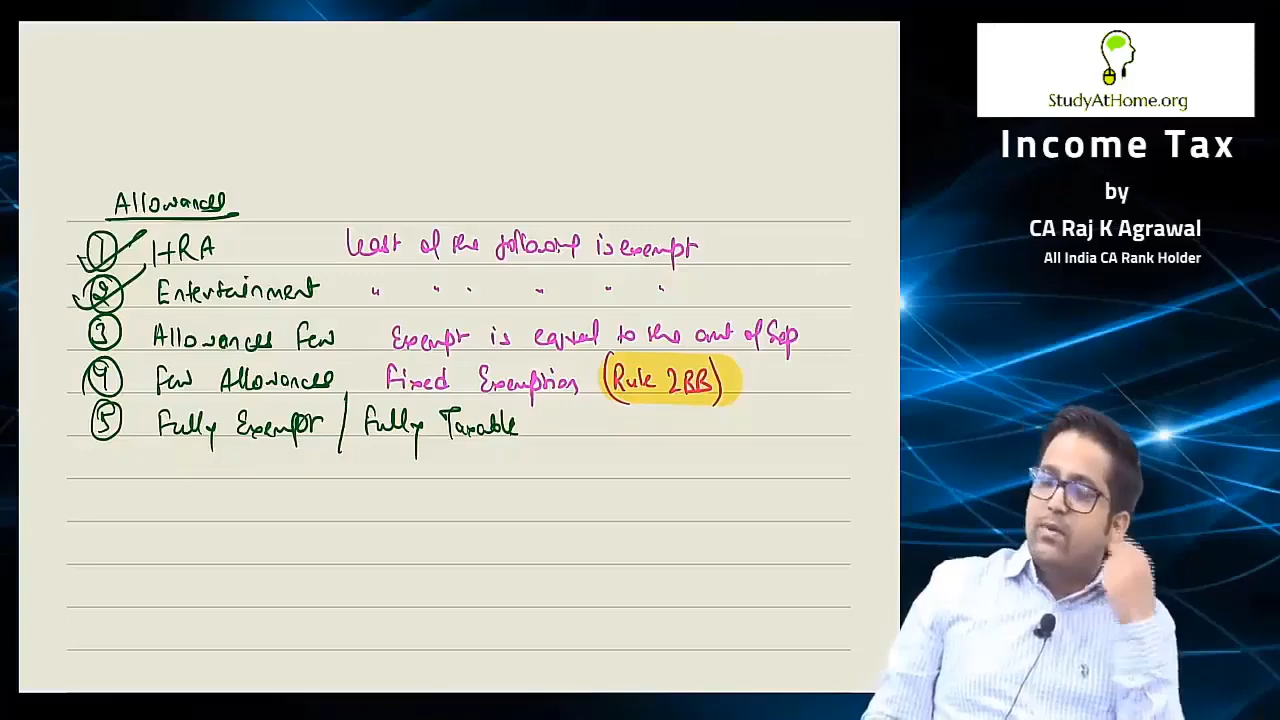 Allowances
① HRA Least of the following is exempt
② Entertainment " " " " " "
③ Allowances Few Exempt is equal to the amt of Exp
④ Few Allowances Fixed Exemption (Rule 2BB)
⑤ Fully Exempt / Fully Taxable
StudyAtHome.org
Income Tax
by
CA Raj K Agrawal
All India CA Rank Holder